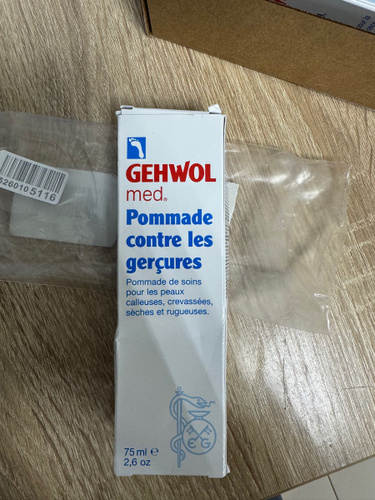 GEHWOL
med®
Pommade
contre les
gerçures
Pommade de soins
pour les peaux
calleuses, crevassées,
sèches et rugueuses.
75 ml ℮
2,6 oz
E G
5260105116